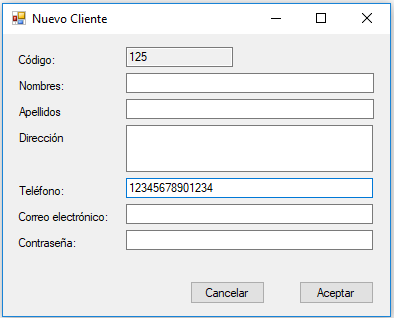 Nuevo Cliente
Código: 125
Nombres:
Apellidos
Dirección
Teléfono: 12345678901234
Correo electrónico:
Contraseña:
Cancelar Aceptar